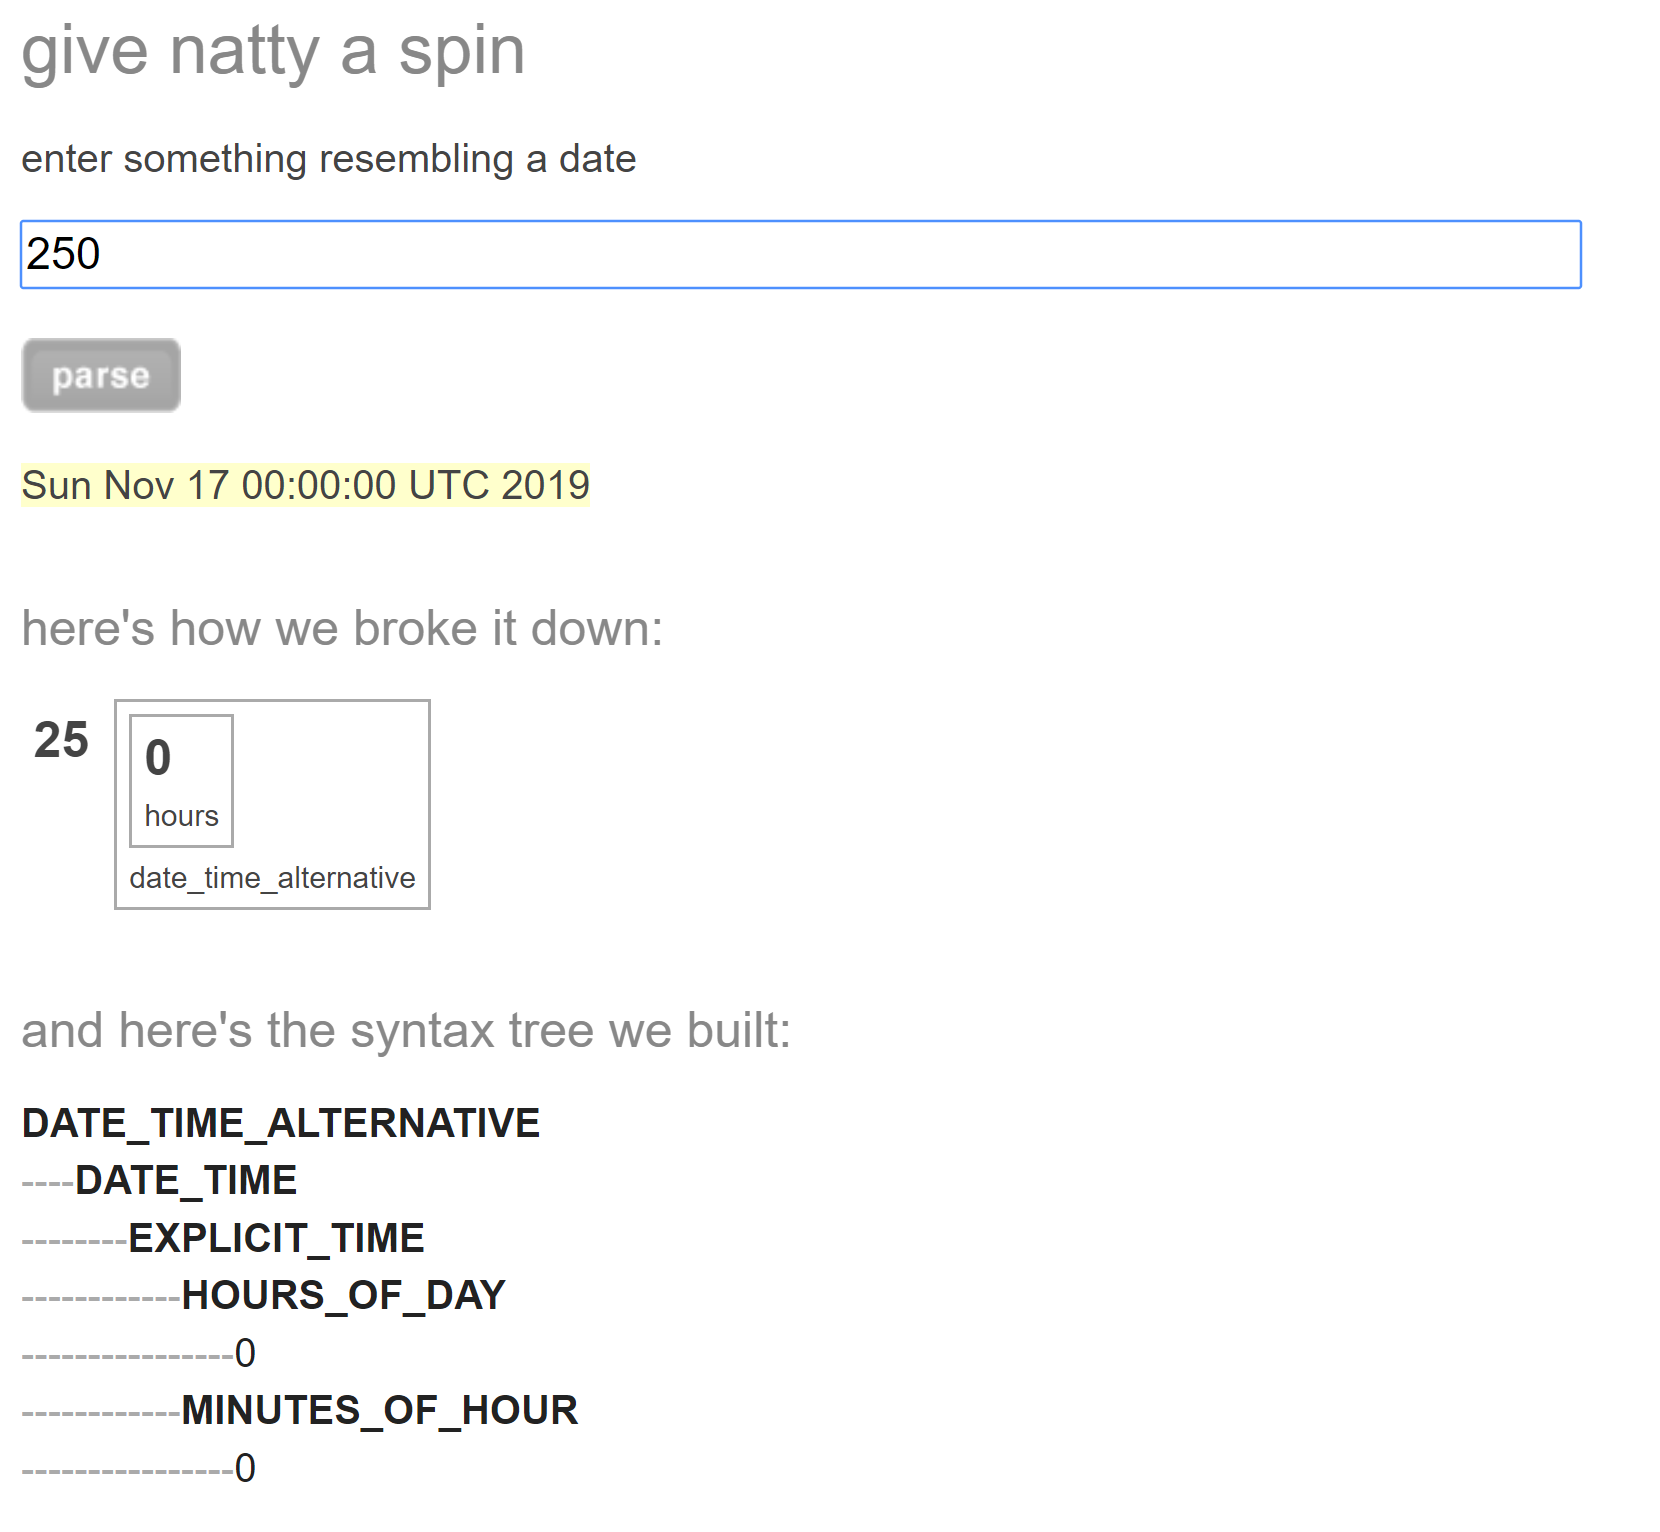 give natty a spin
enter something resembling a date
250
parse
Sun Nov 17 00:00:00 UTC 2019
here's how we broke it down:
25
0
hours
date_time_alternative
and here's the syntax tree we built:
DATE_TIME_ALTERNATIVE
----DATE_TIME
--------EXPLICIT_TIME
------------HOURS_OF_DAY
----------------0
------------MINUTES_OF_HOUR
----------------0